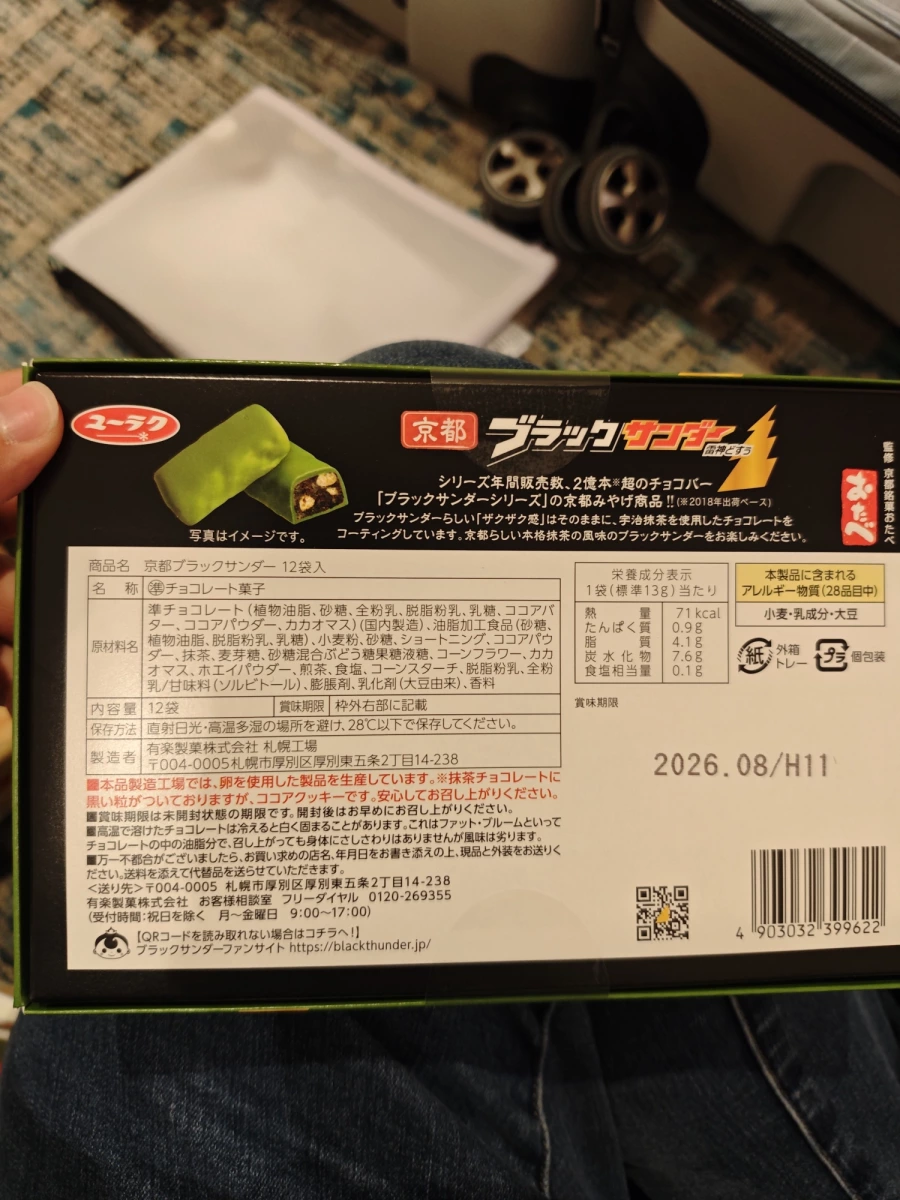 ユーラク
京都 ブラックサンダー
雷神どすう
監修 京都銘菓おたべ
おたべ
シリーズ年間販売数、2億本※超のチョコバー
「ブラックサンダーシリーズ」の京都みやげ商品!!(※2018年出荷ベース)
ブラックサンダーらしい「ザクザク感」はそのままに、宇治抹茶を使用したチョコレートを
コーティングしています。京都らしい本格抹茶の風味のブラックサンダーをお楽しみください。
写真はイメージです。
商品名 京都ブラックサンダー 12袋入
名 称 ㊜チョコレート菓子
原材料名 準チョコレート(植物油脂、砂糖、全粉乳、脱脂粉乳、乳糖、ココアバ
ター、ココアパウダー、カカオマス)(国内製造)、油脂加工食品(砂糖、
植物油脂、脱脂粉乳、乳糖)、小麦粉、砂糖、ショートニング、ココアパウ
ダー、抹茶、麦芽糖、砂糖混合ぶどう糖果糖液糖、コーンフラワー、カカ
オマス、ホエイパウダー、煎茶、食塩、コーンスターチ、脱脂粉乳、全粉
乳/甘味料(ソルビトール)、膨脹剤、乳化剤(大豆由来)、香料
内容量 12袋 賞味期限 枠外右部に記載
保存方法 直射日光・高温多湿の場所を避け、28℃以下で保存してください。
製造者 有楽製菓株式会社 札幌工場
〒004-0005札幌市厚別区厚別東五条2丁目14-238
■本品製造工場では、卵を使用した製品を生産しています。※抹茶チョコレートに
黒い粒がついておりますが、ココアクッキーです。安心してお召し上がりください。
■賞味期限は未開封状態の期限です。開封後はお早めにお召し上がりください。
■高温で溶けたチョコレートは冷えると白く固まることがあります。これはファット・ブルームといって
チョコレートの中の油脂分で、召し上がっても身体にさしさわりはありませんが風味は劣ります。
■万一不都合がございましたら、お買い求めの店名、年月日をお書き添えの上、現品と外装をお送りく
ださい。送料を添えて代替品を送らせていただきます。
<送り先>〒004-0005 札幌市厚別区厚別東五条2丁目14-238
有楽製菓株式会社 お客様相談室 フリーダイヤル 0120-269355
(受付時間:祝日を除く 月〜金曜日 9:00〜17:00)
【QRコードを読み取れない場合はコチラへ!】
ブラックサンダーファンサイト https://blackthunder.jp/
栄養成分表示
1袋(標準13g)当たり
熱量 71kcal
たんぱく質 0.9g
脂質 4.1g
炭水化物 7.6g
食塩相当量 0.1g
本製品に含まれる
アレルギー物質(28品目中)
小麦・乳成分・大豆
紙 外箱
トレー
プラ 個包装
賞味期限
2026.08/H11
4 903032 399622